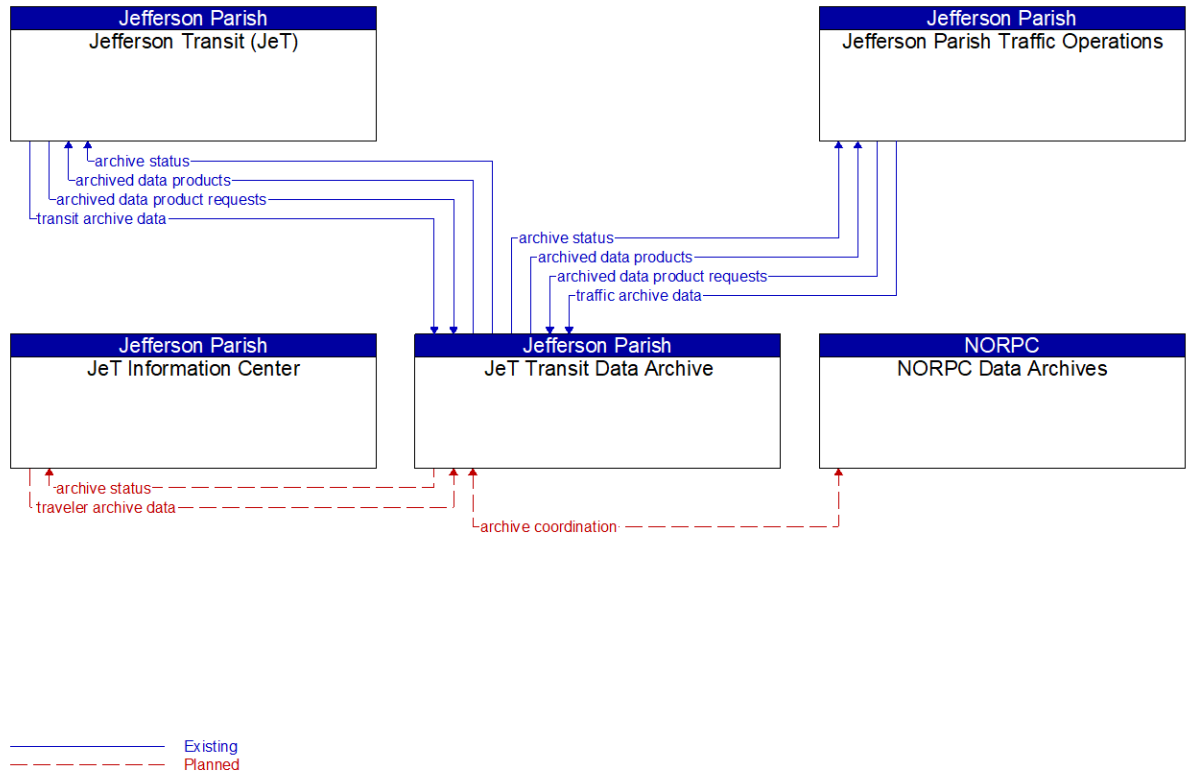 Jefferson Parish
Jefferson Transit (JeT)
Jefferson Parish
Jefferson Parish Traffic Operations
archive status
archived data products
archived data product requests
transit archive data
archive status
archived data products
archived data product requests
traffic archive data
Jefferson Parish
JeT Information Center
Jefferson Parish
JeT Transit Data Archive
NORPC
NORPC Data Archives
archive status
traveler archive data
archive coordination
Existing
Planned